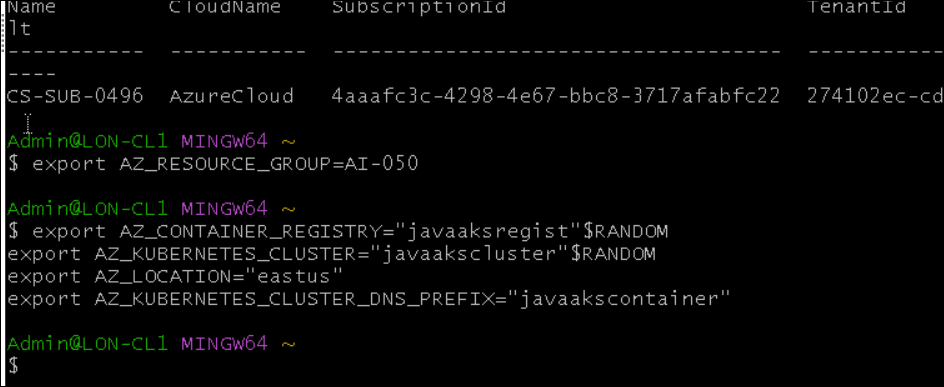 Name         CloudName    SubscriptionId                        TenantId
lt
-----------  -----------  ------------------------------------  -----------
----
CS-SUB-0496  AzureCloud   4aaafc3c-4298-4e67-bbc8-3717afabfc22  274102ec-cd
Admin@LON-CL1 MINGW64 ~
$ export AZ_RESOURCE_GROUP=AI-050
Admin@LON-CL1 MINGW64 ~
$ export AZ_CONTAINER_REGISTRY="javaaksregist"$RANDOM
export AZ_KUBERNETES_CLUSTER="javaakscluster"$RANDOM
export AZ_LOCATION="eastus"
export AZ_KUBERNETES_CLUSTER_DNS_PREFIX="javaakscontainer"
Admin@LON-CL1 MINGW64 ~
$